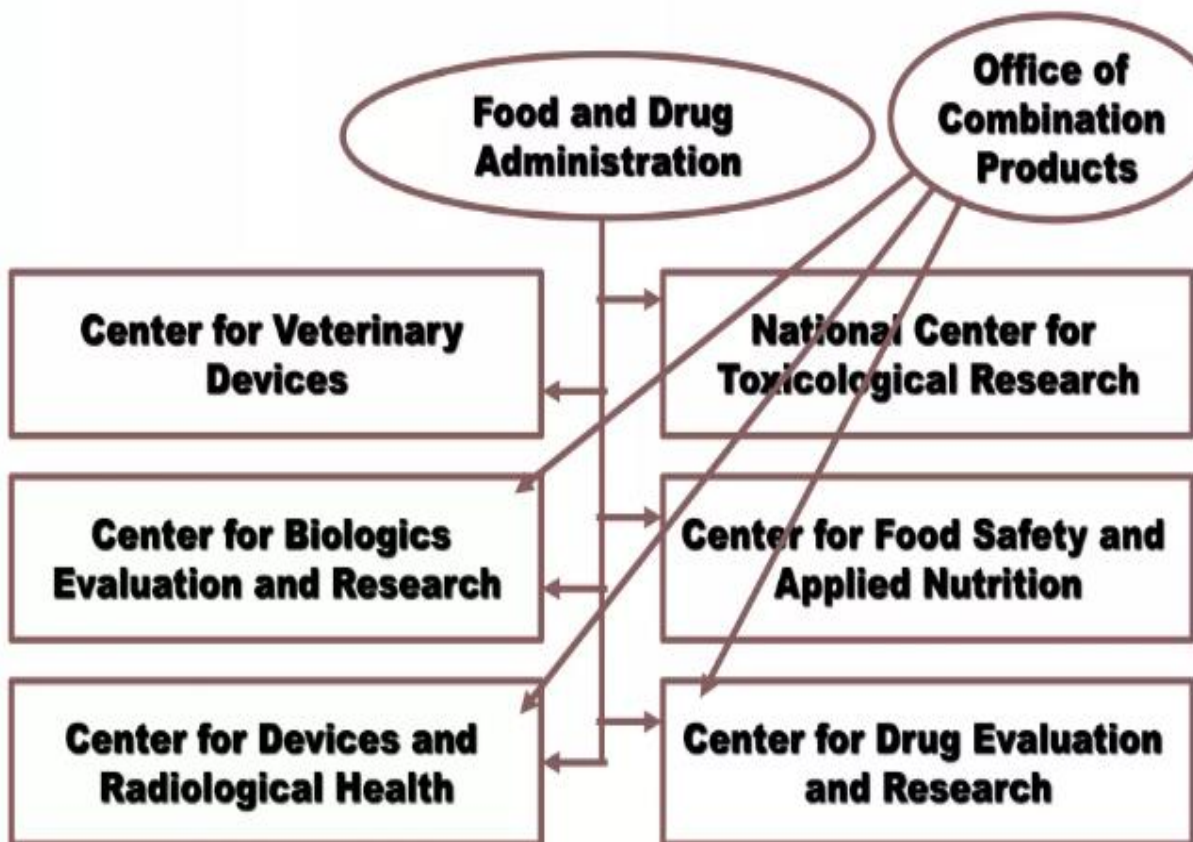 Food and Drug
Administration
Office of
Combination
Products
Center for Veterinary
Devices
National Center for
Toxicological Research
Center for Biologics
Evaluation and Research
Center for Food Safety and
Applied Nutrition
Center for Devices and
Radiological Health
Center for Drug Evaluation
and Research